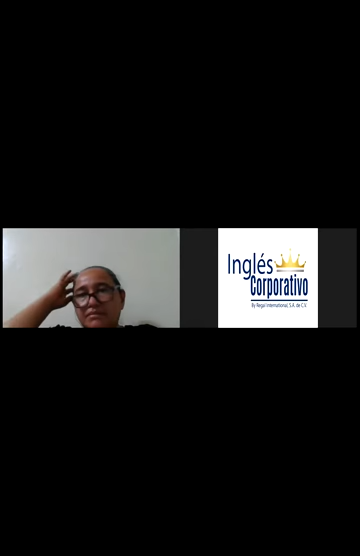 Inglés
Corporativo
By Regal International, S.A. de C.V.